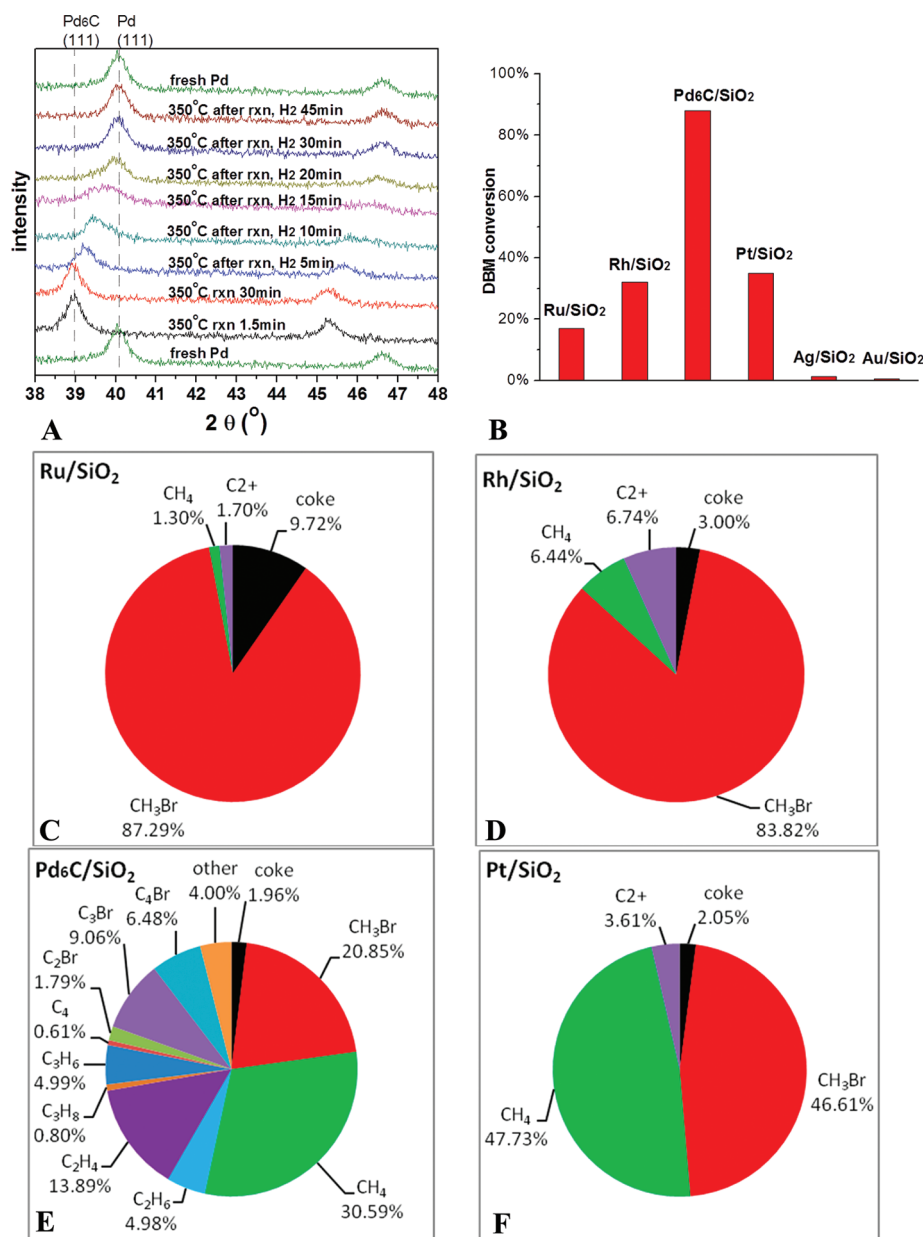 Pd6C Pd
(111) (111)
fresh Pd
350°C after rxn, H2 45min
350°C after rxn, H2 30min
350°C after rxn, H2 20min
350°C after rxn, H2 15min
350°C after rxn, H2 10min
350°C after rxn, H2 5min
350°C rxn 30min
350°C rxn 1.5min
fresh Pd
intensity
38 39 40 41 42 43 44 45 46 47 48
2 θ (°)
A
100%
80%
60%
40%
20%
0%
DBM conversion
Ru/SiO2
Rh/SiO2
Pd6C/SiO2
Pt/SiO2
Ag/SiO2
Au/SiO2
B
Ru/SiO2
CH4
1.30%
C2+
1.70%
coke
9.72%
CH3Br
87.29%
C
Rh/SiO2
CH4
6.44%
C2+
6.74%
coke
3.00%
CH3Br
83.82%
D
Pd6C/SiO2
other
4.00%
coke
1.96%
CH3Br
20.85%
CH4
30.59%
C2H6
4.98%
C2H4
13.89%
C3H8
0.80%
C3H6
4.99%
C4
0.61%
C2Br
1.79%
C3Br
9.06%
C4Br
6.48%
E
Pt/SiO2
C2+
3.61%
coke
2.05%
CH3Br
46.61%
CH4
47.73%
F